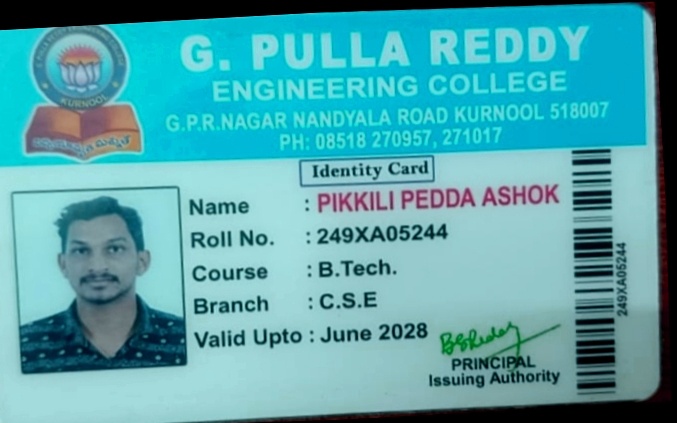 G. PULLA REDDY
ENGINEERING COLLEGE
G.P.R.NAGAR NANDYALA ROAD KURNOOL 518007
PH: 08518 270957, 271017
KURNOOL
Identity Card
Name : PIKKILI PEDDA ASHOK
Roll No. : 249XA05244
Course : B.Tech.
Branch : C.S.E
Valid Upto : June 2028
PRINCIPAL
Issuing Authority
249XA05244